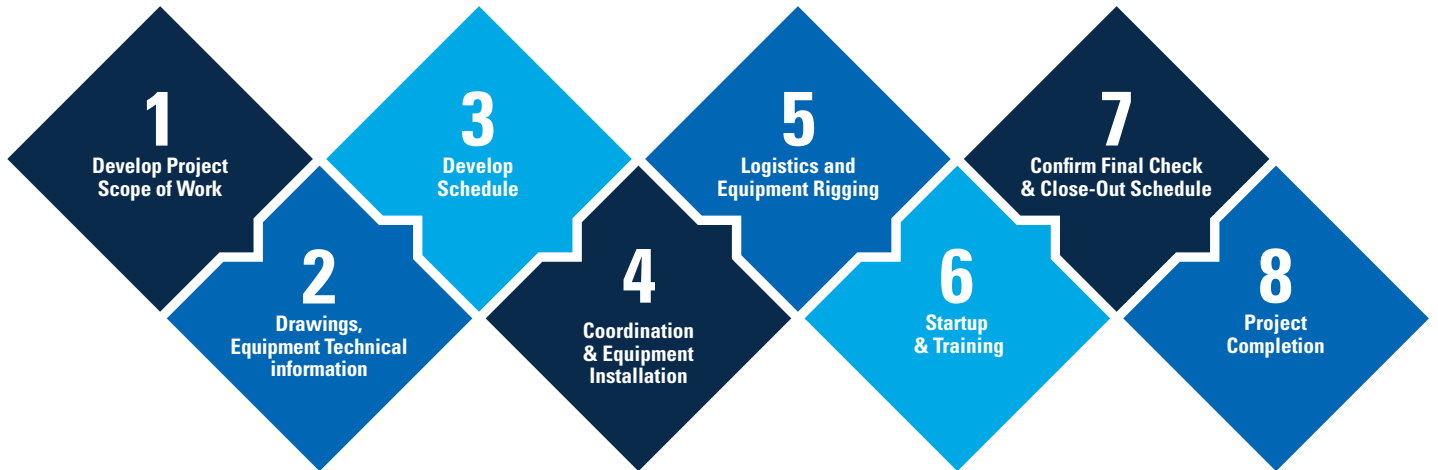 1
Develop Project
Scope of Work
2
Drawings,
Equipment Technical
information
3
Develop
Schedule
4
Coordination
& Equipment
Installation
5
Logistics and
Equipment Rigging
6
Startup
& Training
7
Confirm Final Check
& Close-Out Schedule
8
Project
Completion